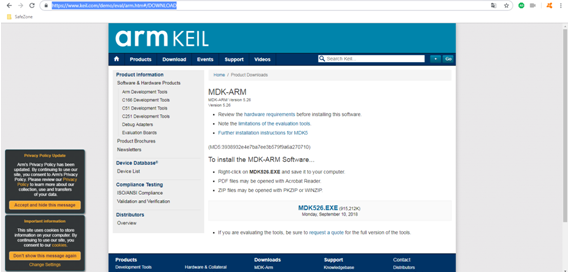 https://www.keil.com/demo/eval/arm.htm#/DOWNLOAD
SafeZone
arm KEIL
Products Download Events Support Videos Search Keil... Go
Product Information
Software & Hardware Products
Arm Development Tools
C166 Development Tools
C51 Development Tools
C251 Development Tools
Debug Adapters
Evaluation Boards
Product Brochures
Newsletters
Device Database®
Device List
Compliance Testing
ISO/ANSI Compliance
Validation and Verification
Distributors
Overview
Home / Product Downloads
MDK-ARM
MDK-ARM Version 5.26
Version 5.26
• Review the hardware requirements before installing this software.
• Note the limitations of the evaluation tools.
• Further installation instructions for MDK5
To install the MDK-ARM Software...
• Right-click on MDK526.EXE and save it to your computer.
• PDF files may be opened with Acrobat Reader.
• ZIP files may be opened with PKZIP or WINZIP.
MDK526.EXE (915,212K)
Monday, September 10, 2018
• If you are evaluating the tools, be sure to request a quote for the full version of the tools.
Privacy Policy Update
Arm's Privacy Policy has been
updated. By continuing to use our
site, you consent to Arm's Privacy
Policy. Please review our Privacy
Policy to learn more about our
collection, use and transfers
of your data.
Accept and hide this message
Important information
This site uses cookies to store
information on your computer. By
continuing to use our site, you
consent to our cookies.
Don't show this message again
Change Settings
Products Downloads Support Contact
Development Tools Hardware & Collateral MDK-Arm Knowledgebase Distributors